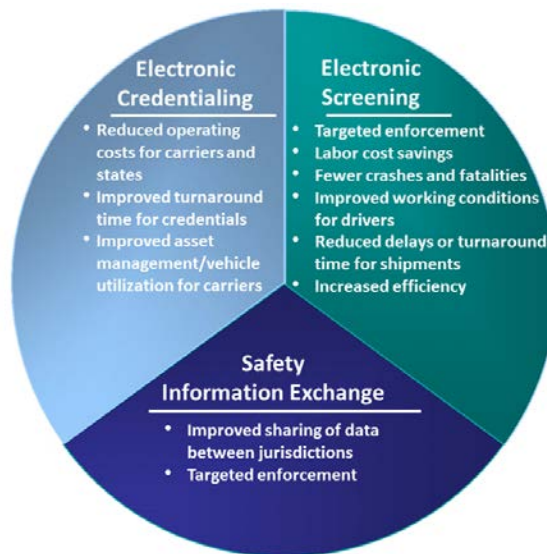 Electronic
Credentialing
• Reduced operating
costs for carriers and
states
• Improved turnaround
time for credentials
• Improved asset
management/vehicle
utilization for carriers
Electronic
Screening
• Targeted enforcement
• Labor cost savings
• Fewer crashes and fatalities
• Improved working conditions
for drivers
• Reduced delays or turnaround
time for shipments
• Increased efficiency
Safety
Information Exchange
• Improved sharing of data
between jurisdictions
• Targeted enforcement